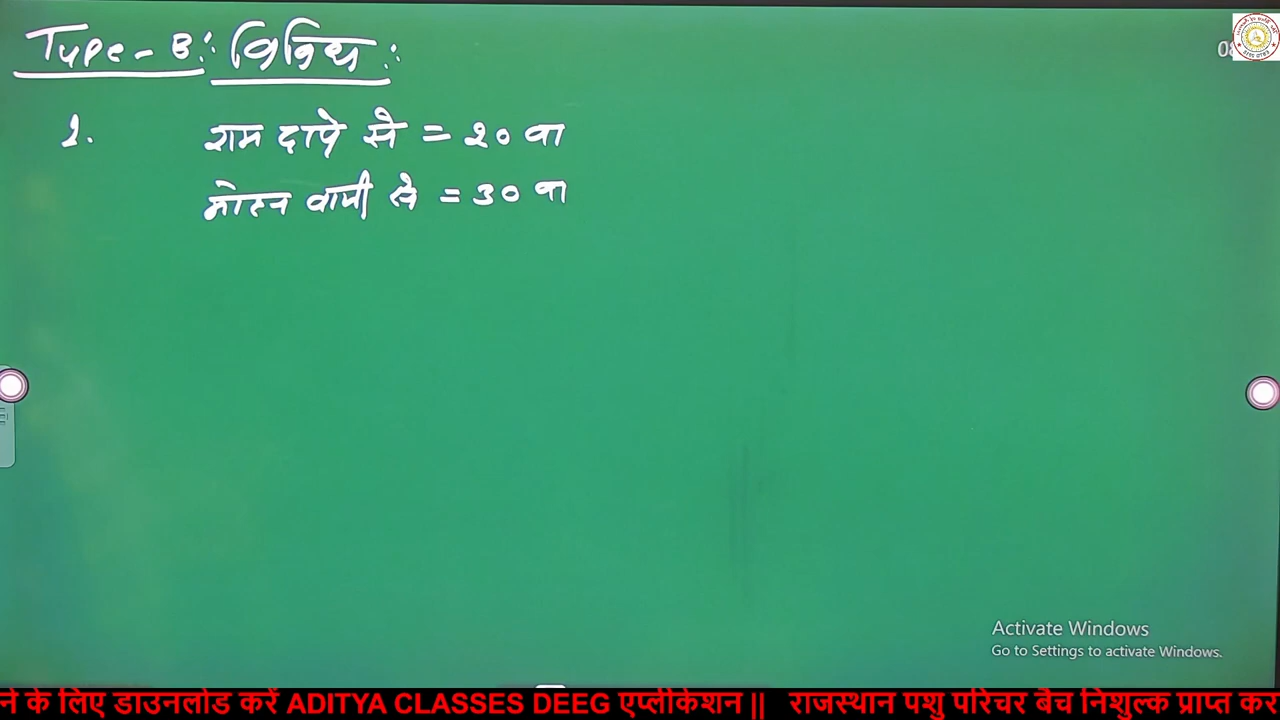 Type-B: विविध :
1. राम दाऐ से = 20 वा
मोहन बायी से = 30 वा
Activate Windows
Go to Settings to activate Windows.
ने के लिए डाउनलोड करें ADITYA CLASSES DEEG एप्लीकेशन || राजस्थान पशु परिचर बैच निशुल्क प्राप्त कर